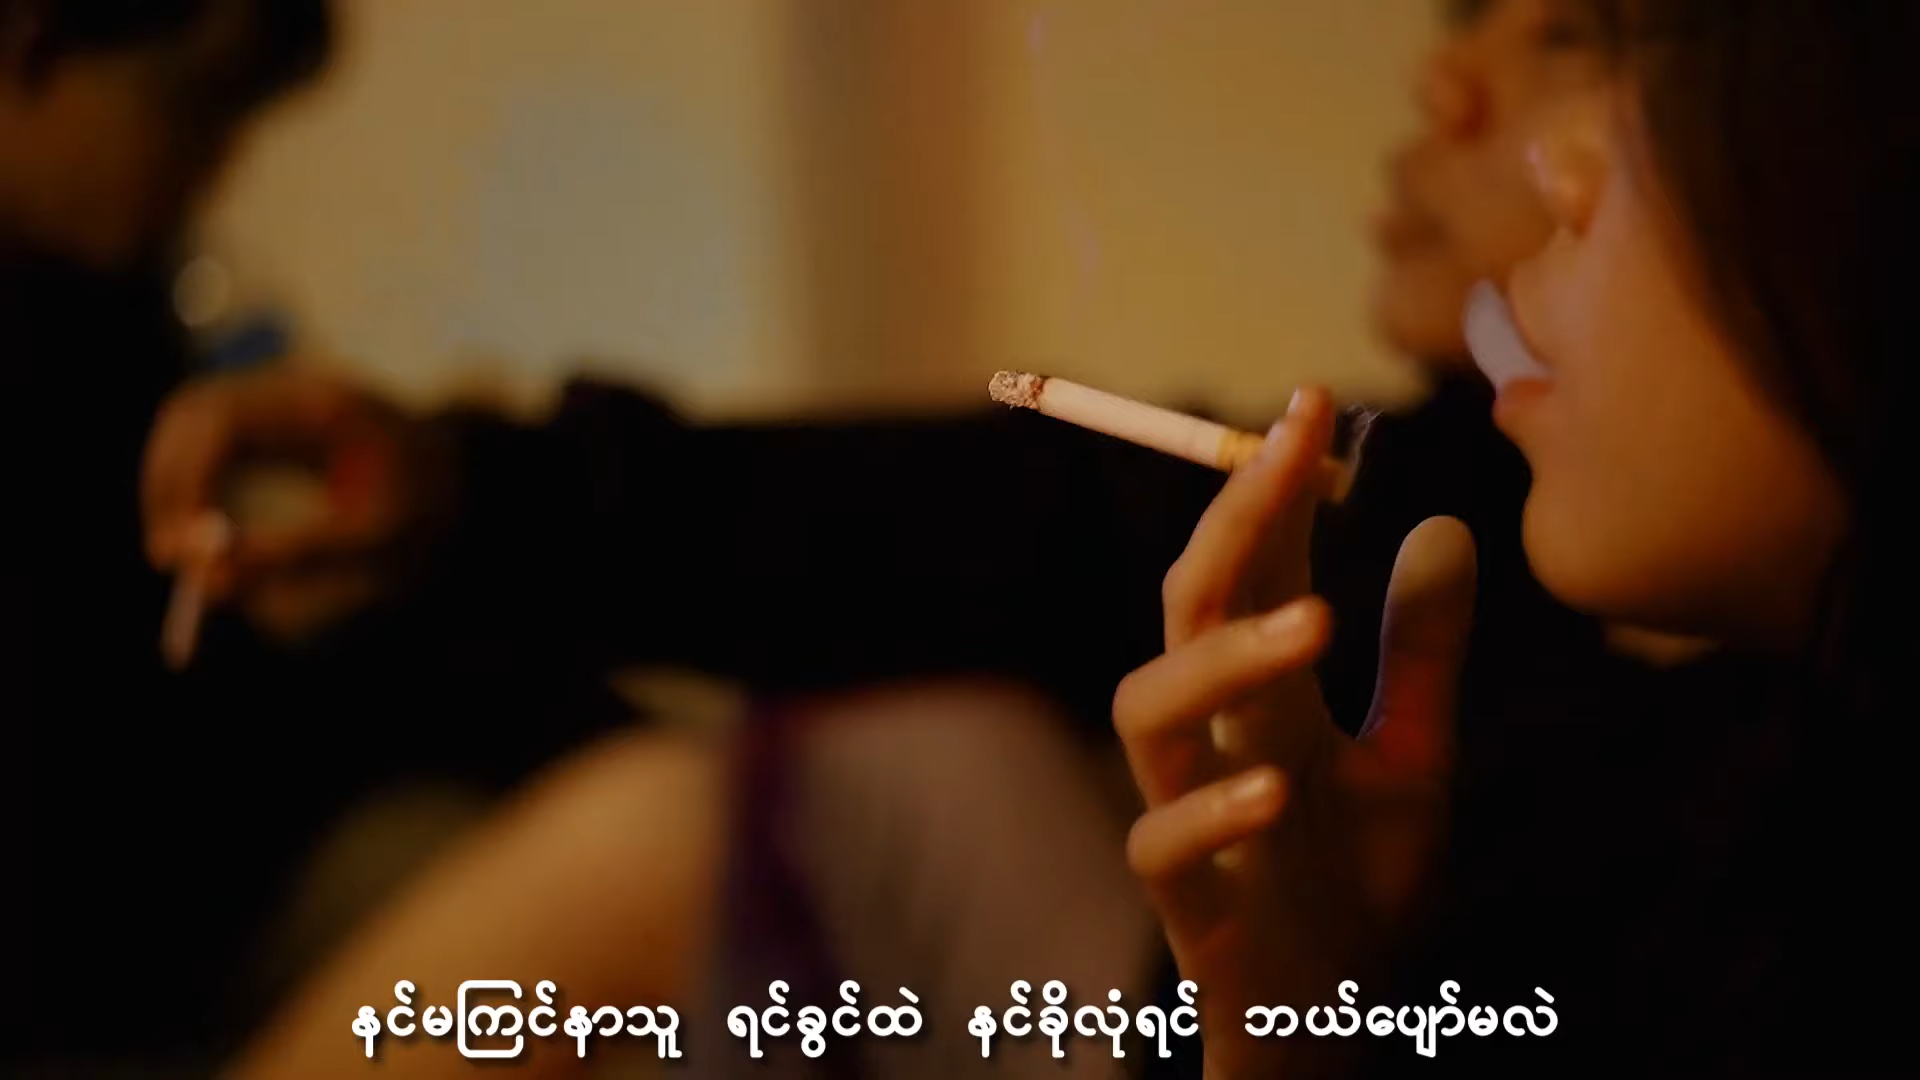 နင်မကြင်နာသူ ရင်ခွင်ထဲ နင်ခိုလှုံရင် ဘယ်ပျော်မလဲ